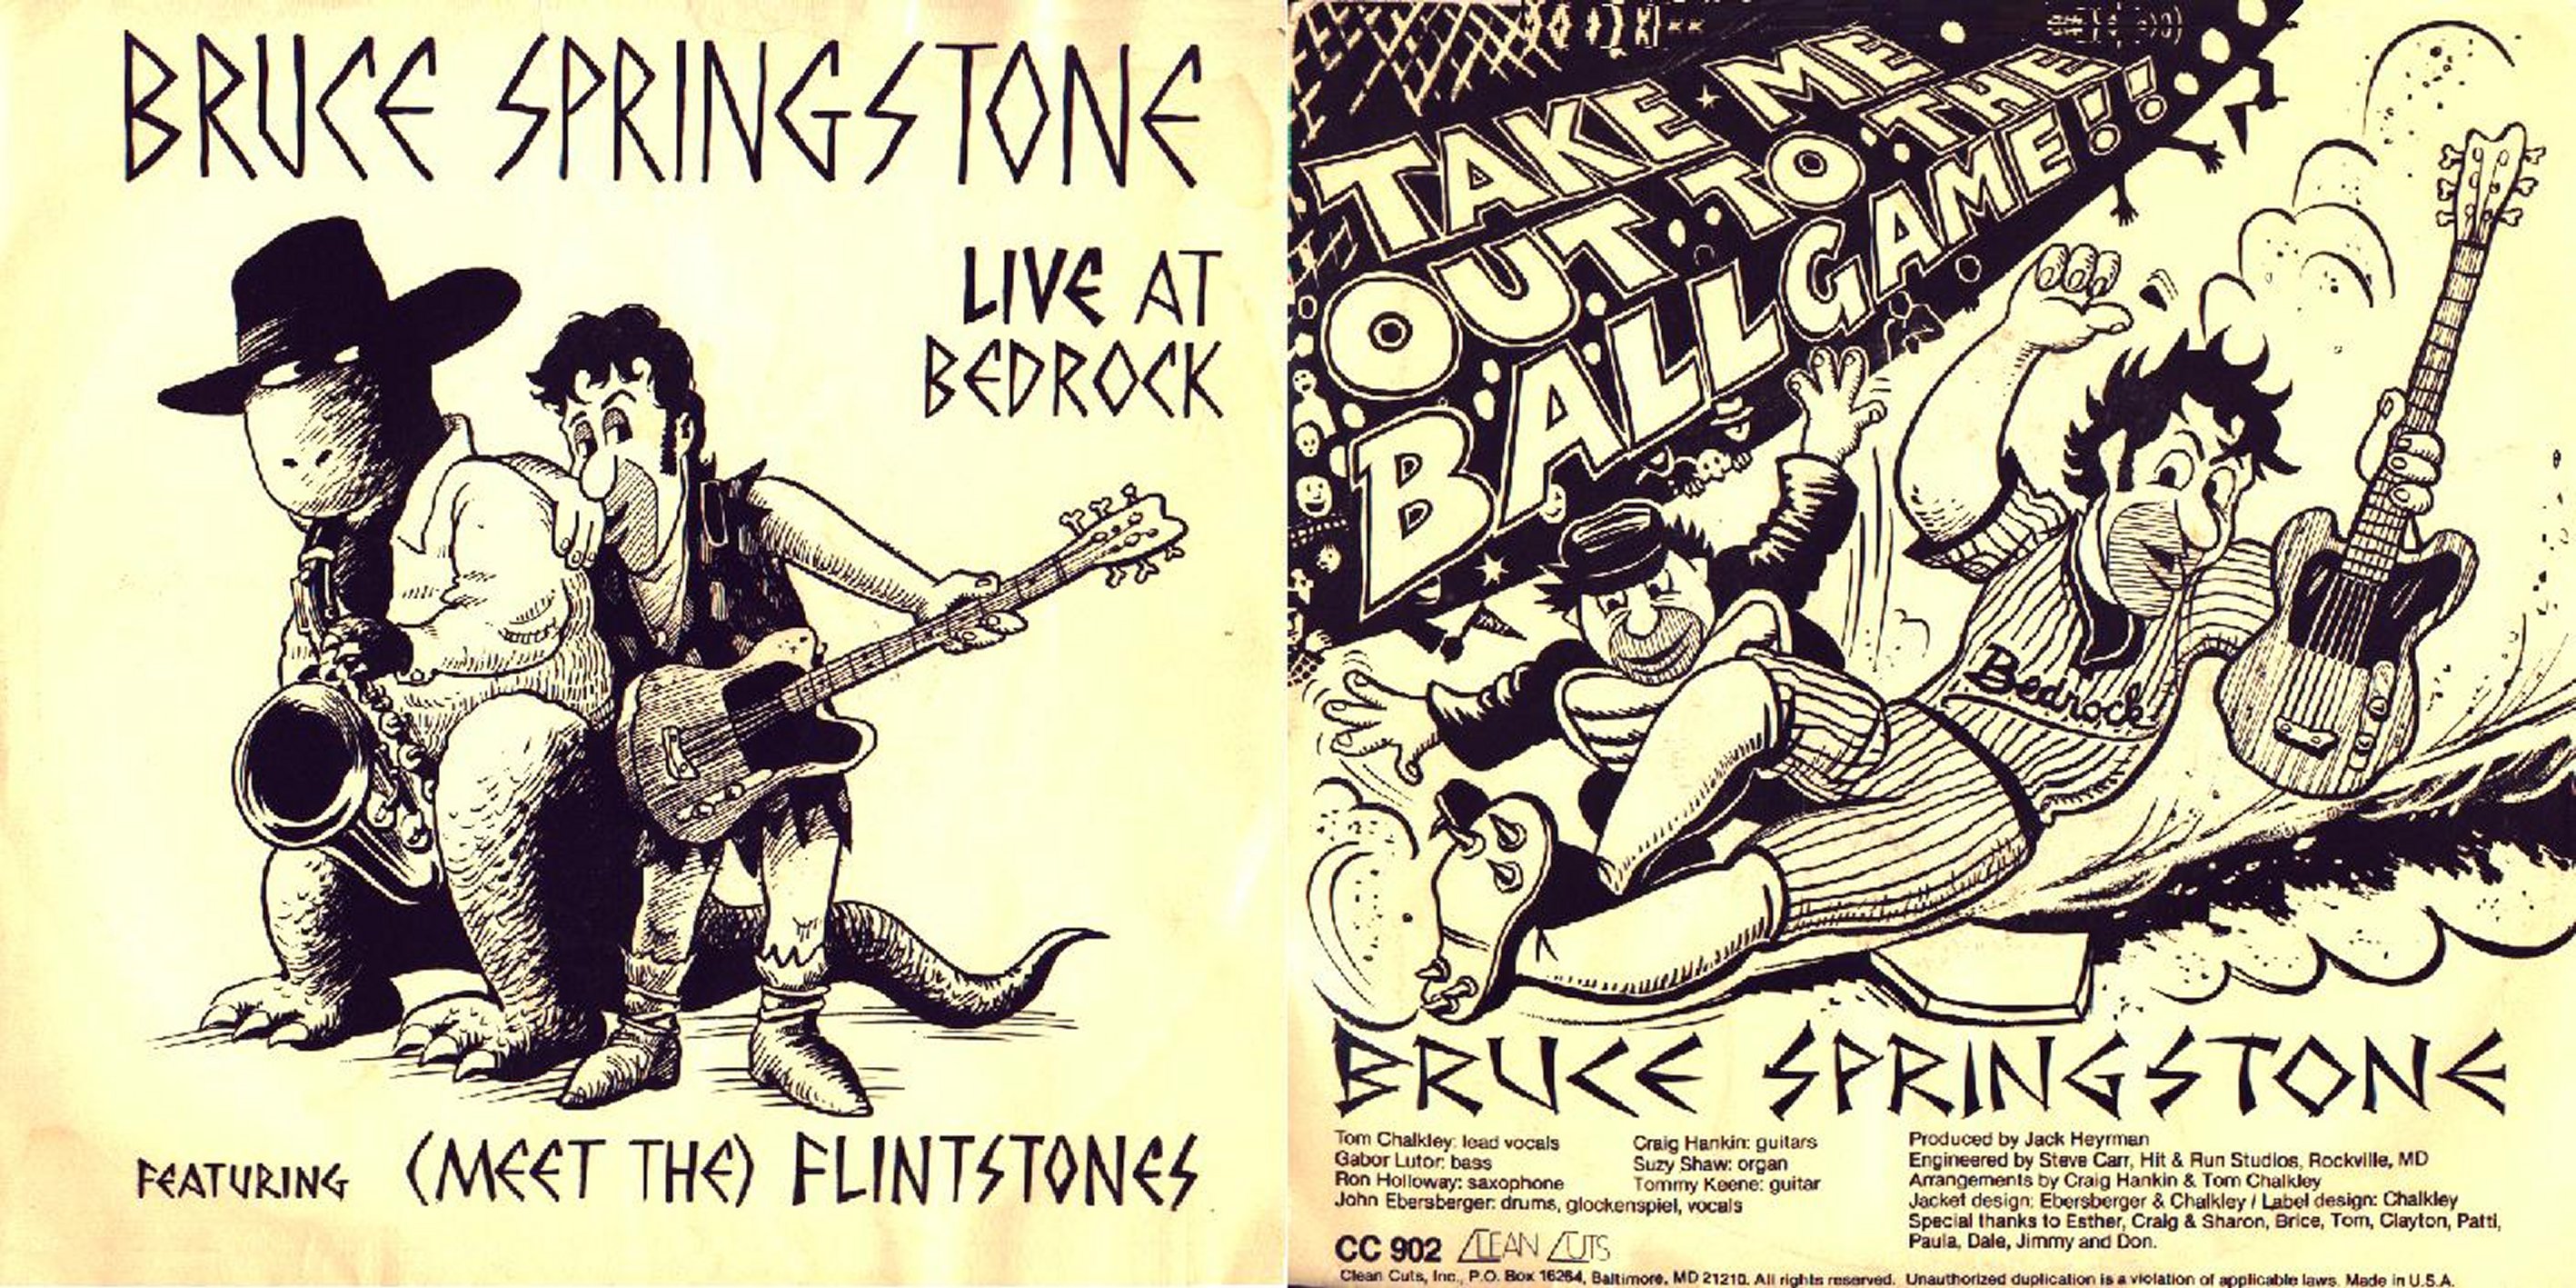 BRUCE SPRINGSTONE
LIVE AT
BEDROCK
FEATURING (MEET THE) FLINTSTONES
TAKE ME
OUT TO THE
BALL GAME!!
Bedrock
BRUCE SPRINGSTONE
Tom Chalkley: lead vocals
Gabor Lutor: bass
Ron Holloway: saxophone
John Ebersberger: drums, glockenspiel, vocals
Craig Hankin: guitars
Suzy Shaw: organ
Tommy Keene: guitar
Produced by Jack Heyrman
Engineered by Steve Carr, Hit & Run Studios, Rockville, MD
Arrangements by Craig Hankin & Tom Chalkley
Jacket design: Ebersberger & Chalkley / Label design: Chalkley
Special thanks to Esther, Craig & Sharon, Brice, Tom, Clayton, Patti,
Paula, Dale, Jimmy and Don.
CC 902 CLEAN CUTS
Clean Cuts, Inc., P.O. Box 16264, Baltimore, MD 21210. All rights reserved. Unauthorized duplication is a violation of applicable laws. Made in U.S.A.